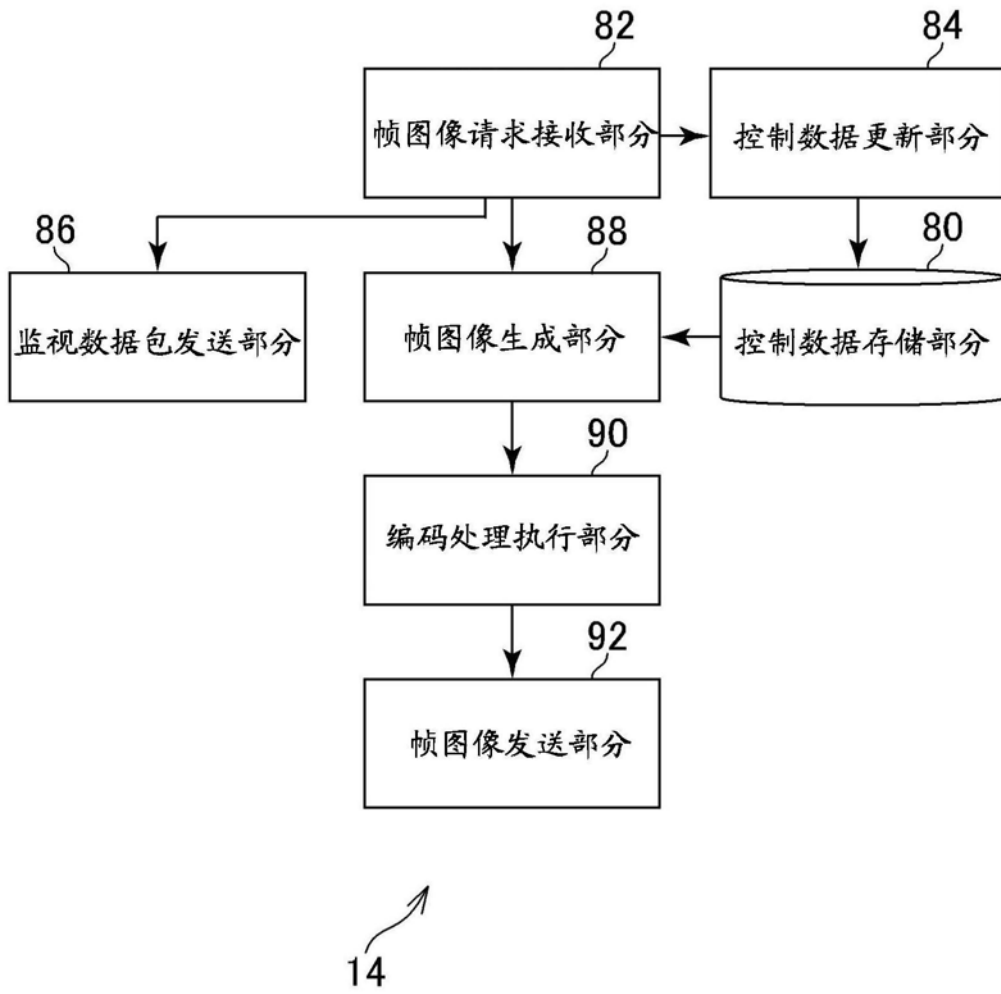 82
84
帧图像请求接收部分
控制数据更新部分
86
88
80
监视数据包发送部分
帧图像生成部分
控制数据存储部分
90
编码处理执行部分
92
帧图像发送部分
14